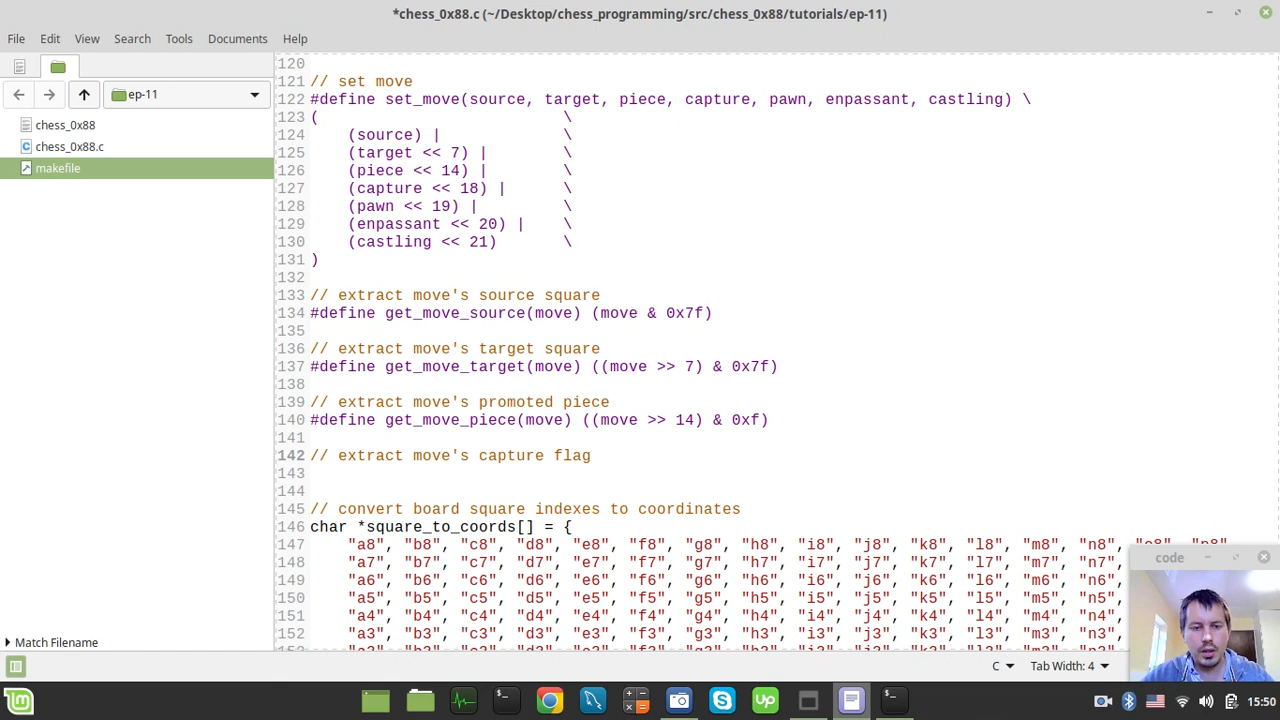 *chess_0x88.c (~/Desktop/chess_programming/src/chess_0x88/tutorials/ep-11)
File Edit View Search Tools Documents Help
ep-11
chess_0x88
chess_0x88.c
makefile
Match Filename
120
121 // set move
122 #define set_move(source, target, piece, capture, pawn, enpassant, castling) \
123 ( \
124 (source) | \
125 (target << 7) | \
126 (piece << 14) | \
127 (capture << 18) | \
128 (pawn << 19) | \
129 (enpassant << 20) | \
130 (castling << 21) \
131 )
132
133 // extract move's source square
134 #define get_move_source(move) (move & 0x7f)
135
136 // extract move's target square
137 #define get_move_target(move) ((move >> 7) & 0x7f)
138
139 // extract move's promoted piece
140 #define get_move_piece(move) ((move >> 14) & 0xf)
141
142 // extract move's capture flag
143
144
145 // convert board square indexes to coordinates
146 char *square_to_coords[] = {
147 "a8", "b8", "c8", "d8", "e8", "f8", "g8", "h8", "i8", "j8", "k8", "l8", "m8", "n8",
148 "a7", "b7", "c7", "d7", "e7", "f7", "g7", "h7", "i7", "j7", "k7", "l7", "m7", "n7",
149 "a6", "b6", "c6", "d6", "e6", "f6", "g6", "h6", "i6", "j6", "k6", "l6", "m6", "n6",
150 "a5", "b5", "c5", "d5", "e5", "f5", "g5", "h5", "i5", "j5", "k5", "l5", "m5", "n5",
151 "a4", "b4", "c4", "d4", "e4", "f4", "g4", "h4", "i4", "j4", "k4", "l4", "m4", "n4",
152 "a3", "b3", "c3", "d3", "e3", "f3", "g3", "h3", "i3", "j3", "k3", "l3", "m3", "n3",
code
C Tab Width: 4
15:50